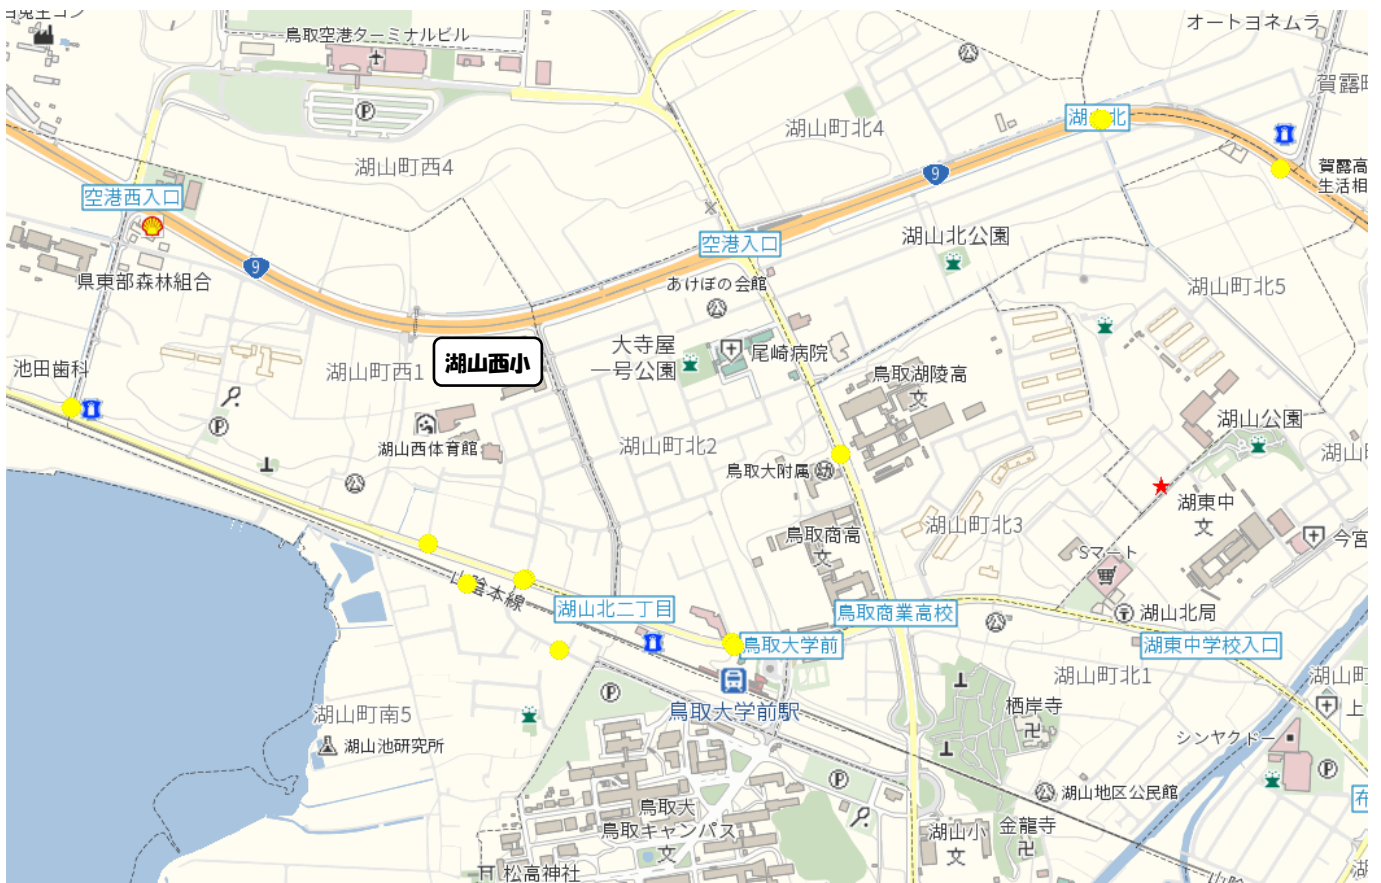 オートヨネムラ
鳥取空港ターミナルビル
湖山町北4
湖山町西4
賀露高
生活相
空港西入口
9
空港入口
湖山北公園
9
県東部森林組合
あけぼの会館
湖山町北5
大寺屋
一号公園
尾崎病院
湖山西小
池田歯科
湖山町西1
鳥取湖陵高
文
湖山公園
湖山西体育館
湖山町北2
鳥取大附属
湖東中
文
鳥取商高
文
湖山町北3
今宮
Sマート
山陰本線
湖山北二丁目
鳥取商業高校
湖山北局
鳥取大学前
湖東中学校入口
湖山町北1
湖山町南5
鳥取大学前駅
栖岸寺
上
シンヤクドー
湖山池研究所
湖山地区公民館
鳥取大
鳥取キャンパス
文
湖山小
文
金龍寺
松高神社